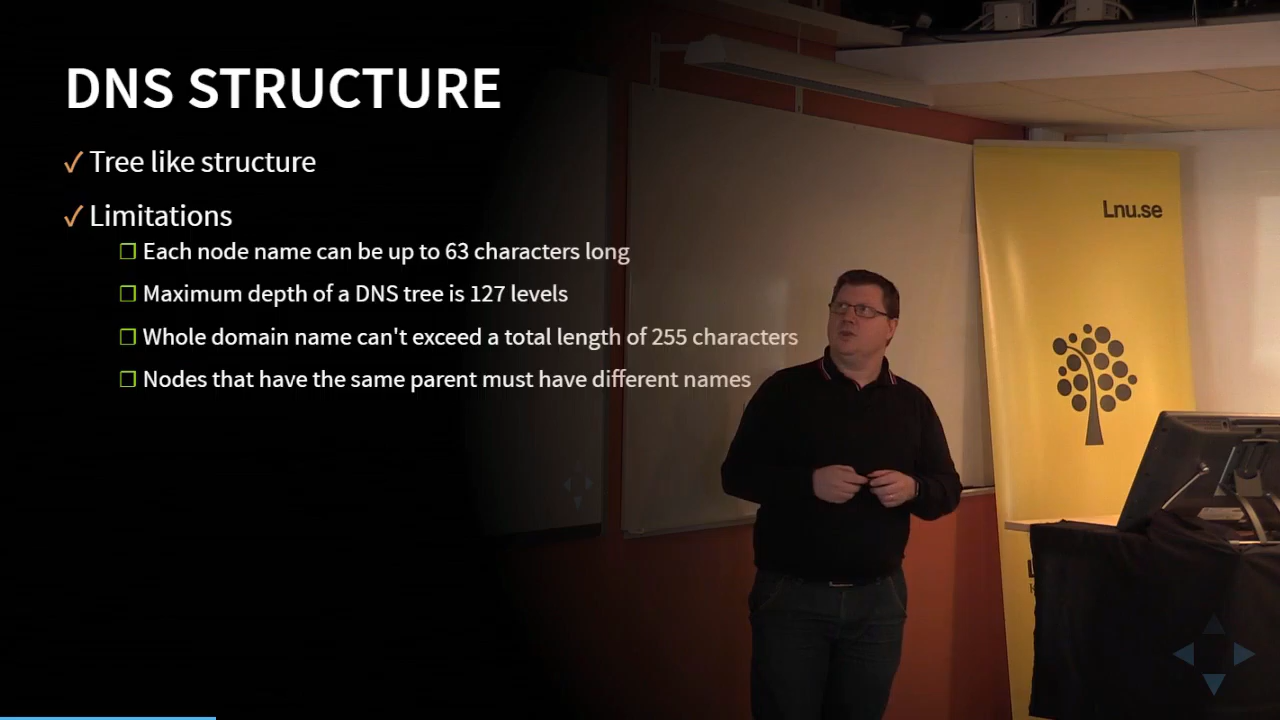 DNS STRUCTURE
Tree like structure
Limitations
Each node name can be up to 63 characters long
Maximum depth of a DNS tree is 127 levels
Whole domain name can't exceed a total length of 255 characters
Nodes that have the same parent must have different names
Lnu.se